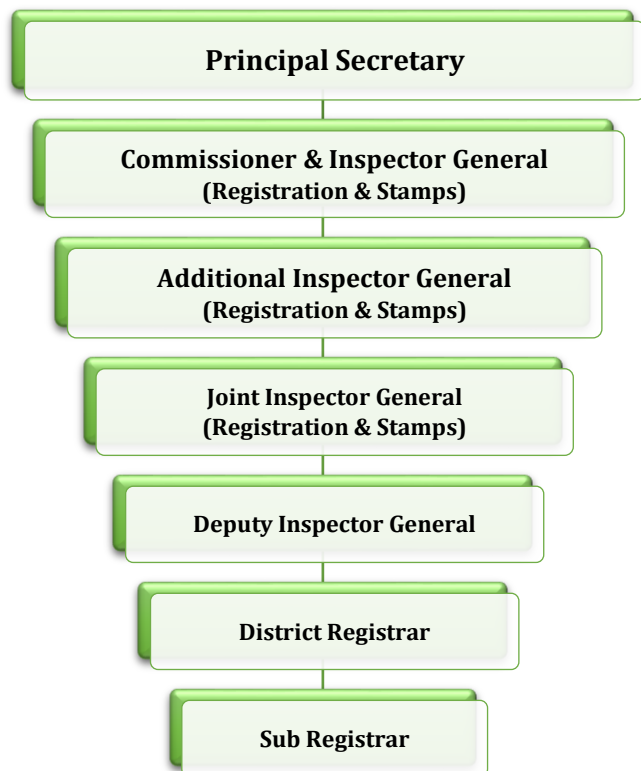 Principal Secretary
Commissioner & Inspector General
(Registration & Stamps)
Additional Inspector General
(Registration & Stamps)
Joint Inspector General
(Registration & Stamps)
Deputy Inspector General
District Registrar
Sub Registrar